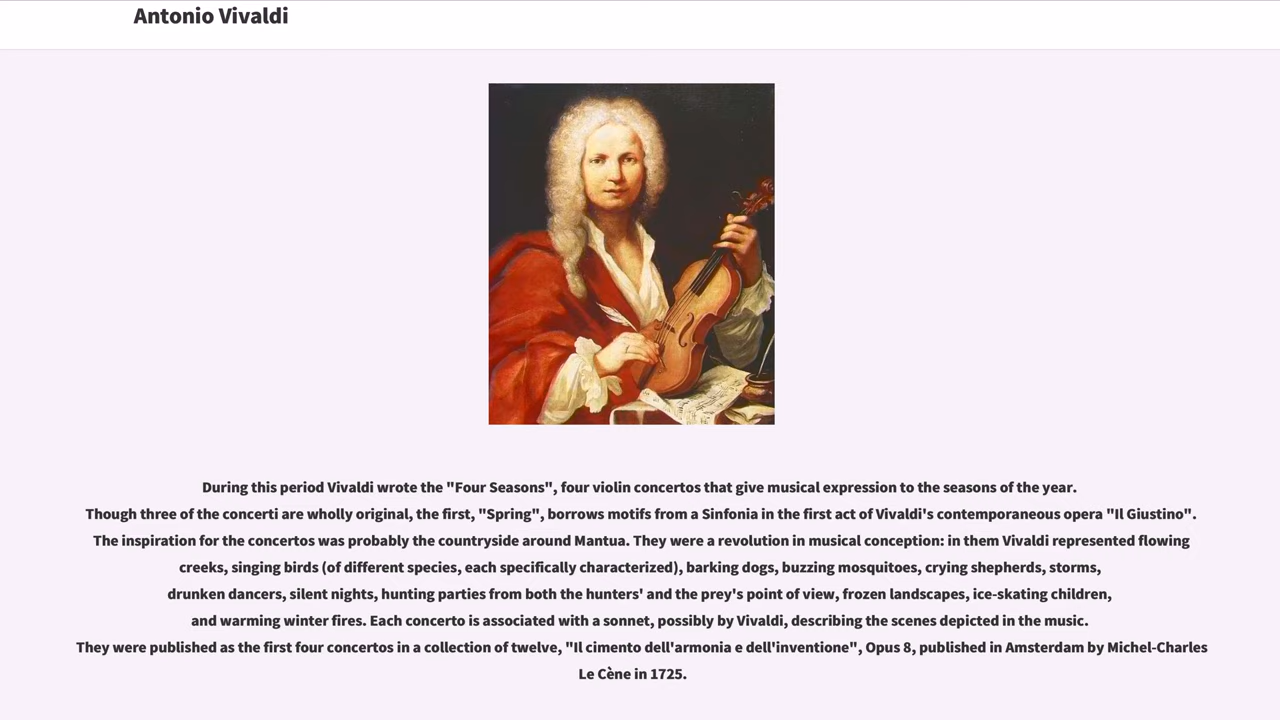 Antonio Vivaldi
During this period Vivaldi wrote the "Four Seasons", four violin concertos that give musical expression to the seasons of the year.
Though three of the concerti are wholly original, the first, "Spring", borrows motifs from a Sinfonia in the first act of Vivaldi's contemporaneous opera "Il Giustino".
The inspiration for the concertos was probably the countryside around Mantua. They were a revolution in musical conception: in them Vivaldi represented flowing
creeks, singing birds (of different species, each specifically characterized), barking dogs, buzzing mosquitoes, crying shepherds, storms,
drunken dancers, silent nights, hunting parties from both the hunters' and the prey's point of view, frozen landscapes, ice-skating children,
and warming winter fires. Each concerto is associated with a sonnet, possibly by Vivaldi, describing the scenes depicted in the music.
They were published as the first four concertos in a collection of twelve, "Il cimento dell'armonia e dell'inventione", Opus 8, published in Amsterdam by Michel-Charles
Le Cène in 1725.